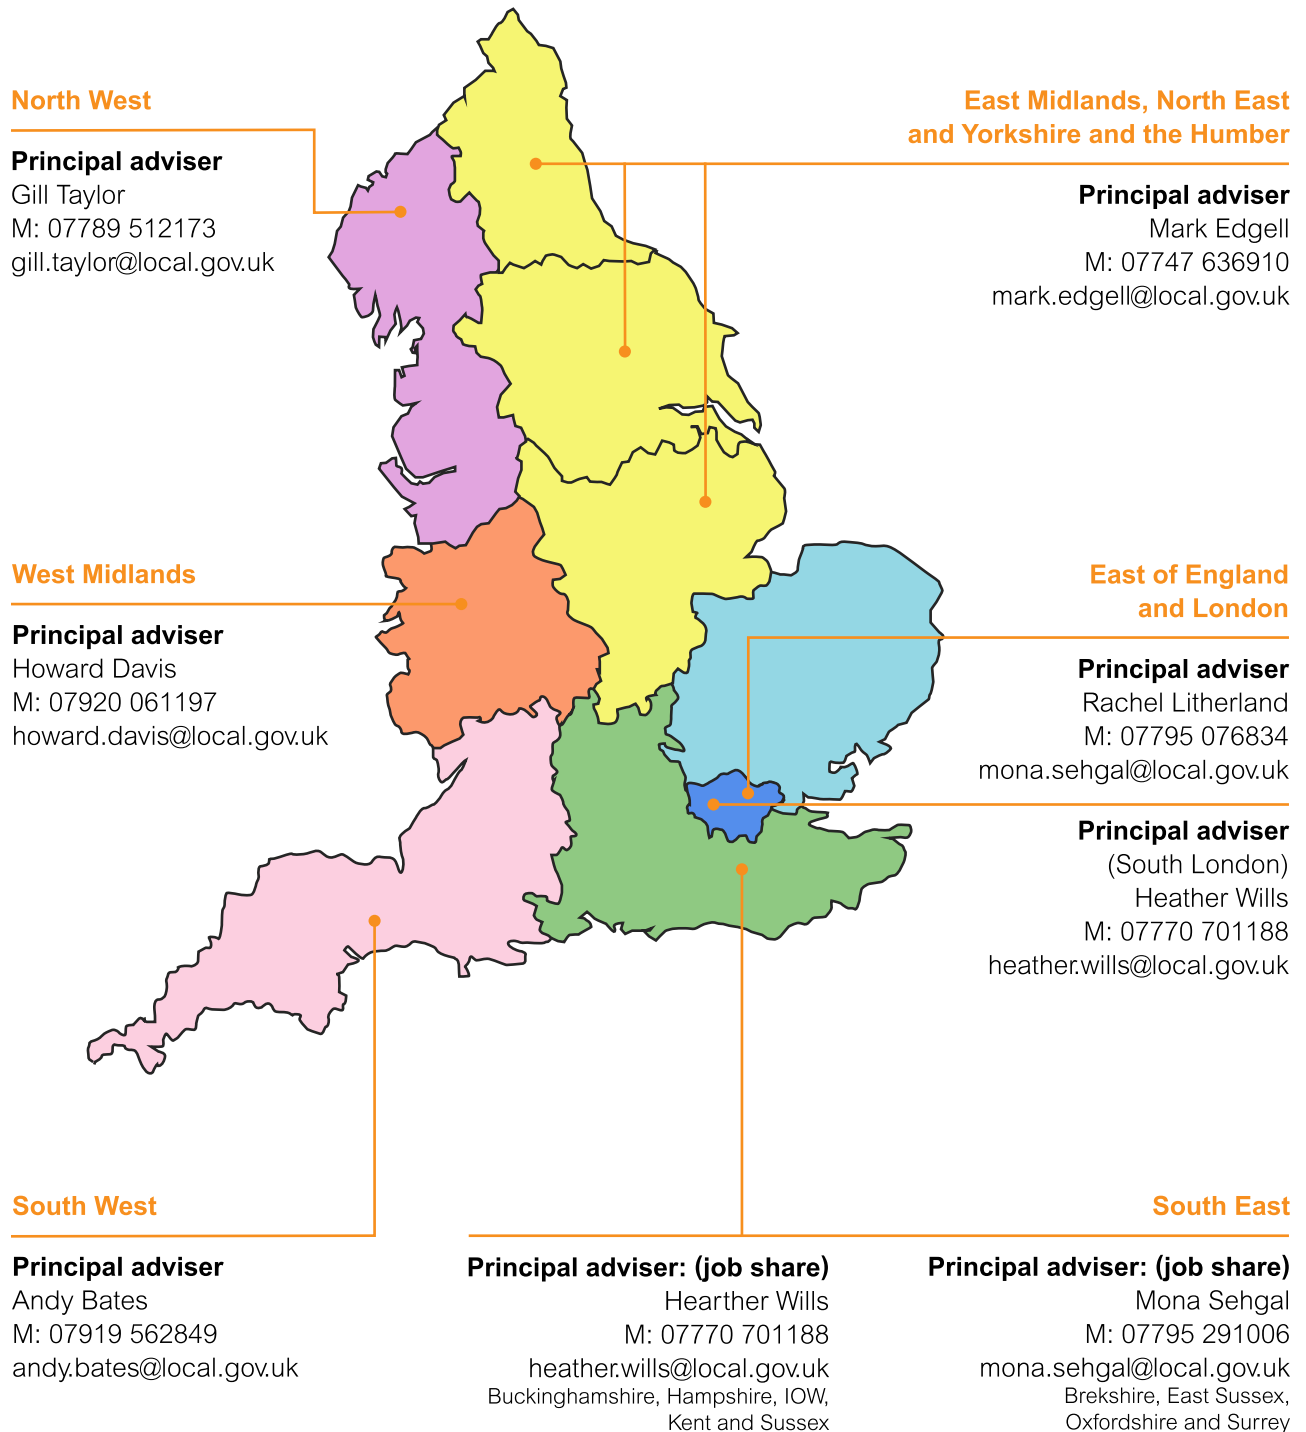 North West
Principal adviser
Gill Taylor
M: 07789 512173
gill.taylor@local.gov.uk
East Midlands, North East
and Yorkshire and the Humber
Principal adviser
Mark Edgell
M: 07747 636910
mark.edgell@local.gov.uk
West Midlands
Principal adviser
Howard Davis
M: 07920 061197
howard.davis@local.gov.uk
East of England
and London
Principal adviser
Rachel Litherland
M: 07795 076834
mona.sehgal@local.gov.uk
Principal adviser
(South London)
Heather Wills
M: 07770 701188
heather.wills@local.gov.uk
South West
Principal adviser
Andy Bates
M: 07919 562849
andy.bates@local.gov.uk
South East
Principal adviser: (job share)
Hearther Wills
M: 07770 701188
heather.wills@local.gov.uk
Buckinghamshire, Hampshire, IOW,
Kent and Sussex
Principal adviser: (job share)
Mona Sehgal
M: 07795 291006
mona.sehgal@local.gov.uk
Brekshire, East Sussex,
Oxfordshire and Surrey